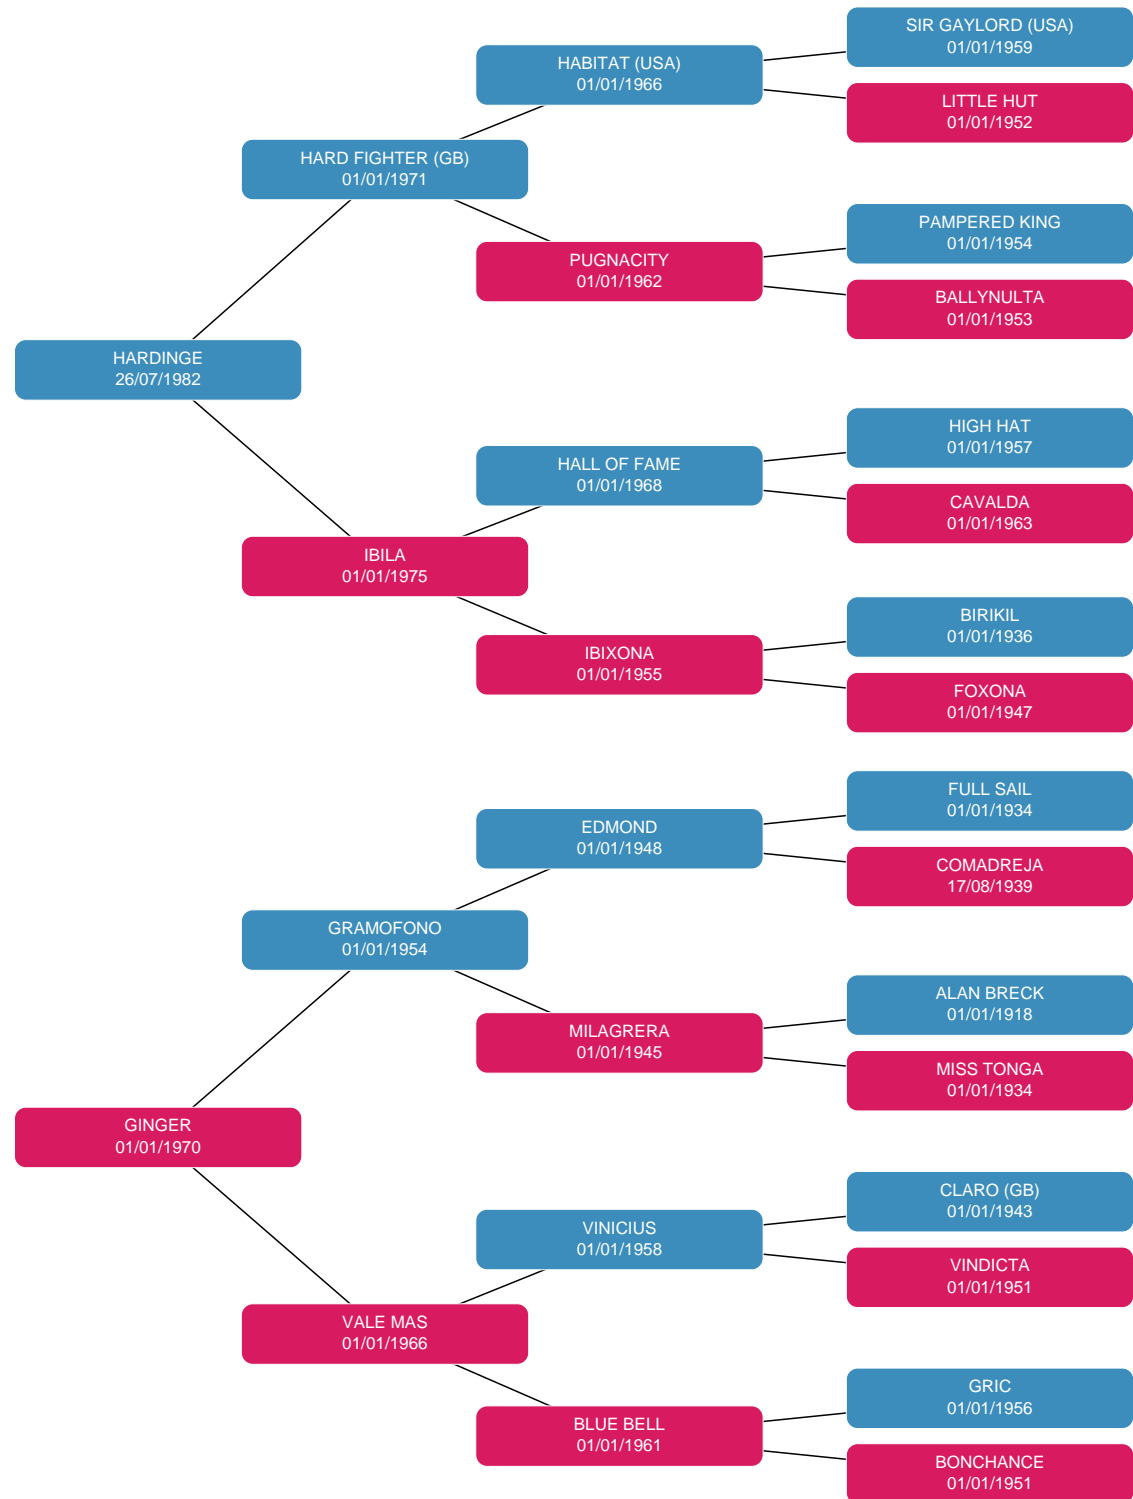 SIR GAYLORD (USA)
01/01/1959
HABITAT (USA)
01/01/1966
LITTLE HUT
01/01/1952
HARD FIGHTER (GB)
01/01/1971
PAMPERED KING
01/01/1954
PUGNACITY
01/01/1962
BALLYNULTA
01/01/1953
HARDINGE
26/07/1982
HIGH HAT
01/01/1957
HALL OF FAME
01/01/1968
CAVALDA
01/01/1963
IBILA
01/01/1975
BIRIKIL
01/01/1936
IBIXONA
01/01/1955
FOXONA
01/01/1947
FULL SAIL
01/01/1934
EDMOND
01/01/1948
COMADREJA
17/08/1939
GRAMOFONO
01/01/1954
ALAN BRECK
01/01/1918
MILAGRERA
01/01/1945
MISS TONGA
01/01/1934
GINGER
01/01/1970
CLARO (GB)
01/01/1943
VINICIUS
01/01/1958
VINDICTA
01/01/1951
VALE MAS
01/01/1966
GRIC
01/01/1956
BLUE BELL
01/01/1961
BONCHANCE
01/01/1951